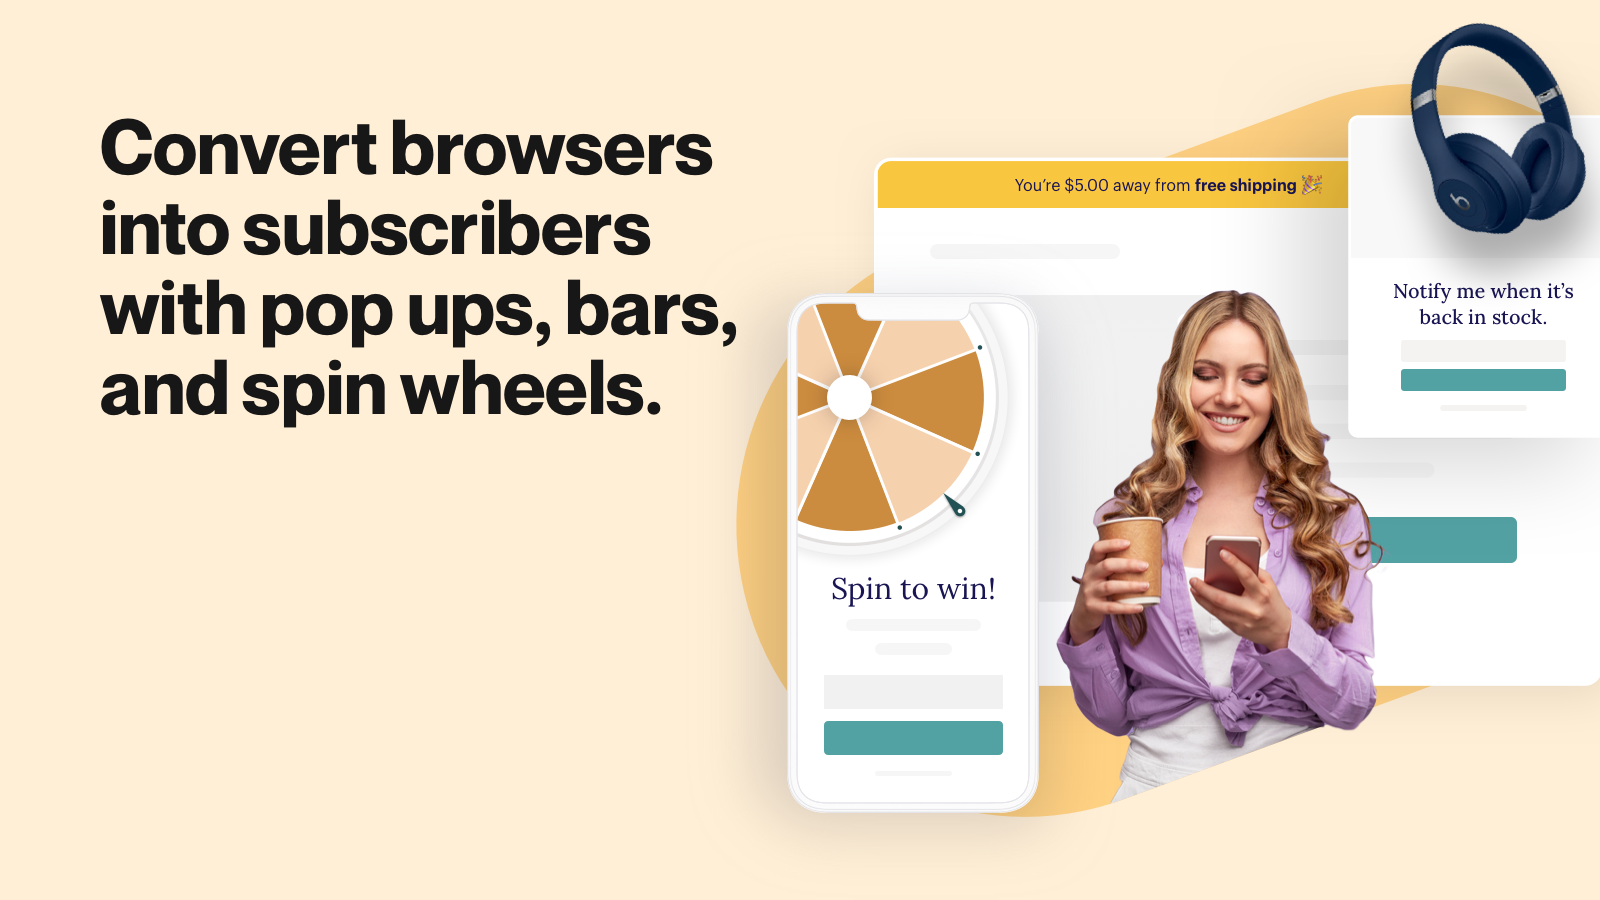 Convert browsers
into subscribers
with pop ups, bars,
and spin wheels.
You’re $5.00 away from free shipping 🎉
Notify me when it’s
back in stock.
Spin to win!